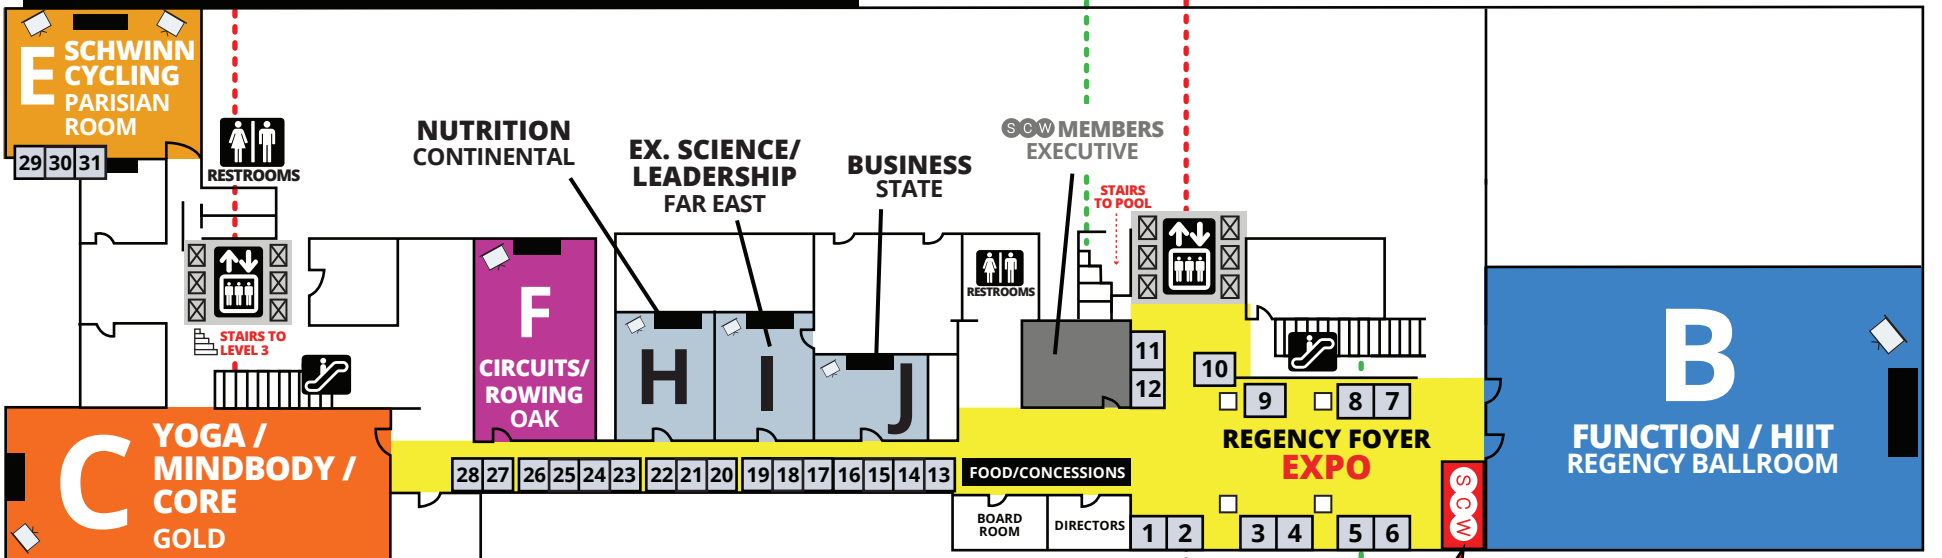 E
SCHWINN
CYCLING
PARISIAN
ROOM
29 30 31
RESTROOMS
STAIRS TO
LEVEL 3
C
YOGA /
MINDBODY /
CORE
GOLD
F
CIRCUITS/
ROWING
OAK
NUTRITION
CONTINENTAL
H
EX. SCIENCE/
LEADERSHIP
FAR EAST
I
BUSINESS
STATE
J
RESTROOMS
SCW MEMBERS
EXECUTIVE
STAIRS
TO POOL
11
12
10
9
8 7
REGENCY FOYER
EXPO
28 27 26 25 24 23 22 21 20 19 18 17 16 15 14 13
FOOD/CONCESSIONS
BOARD
ROOM
DIRECTORS
1 2 3 4 5 6
SCW
B
FUNCTION / HIIT
REGENCY BALLROOM